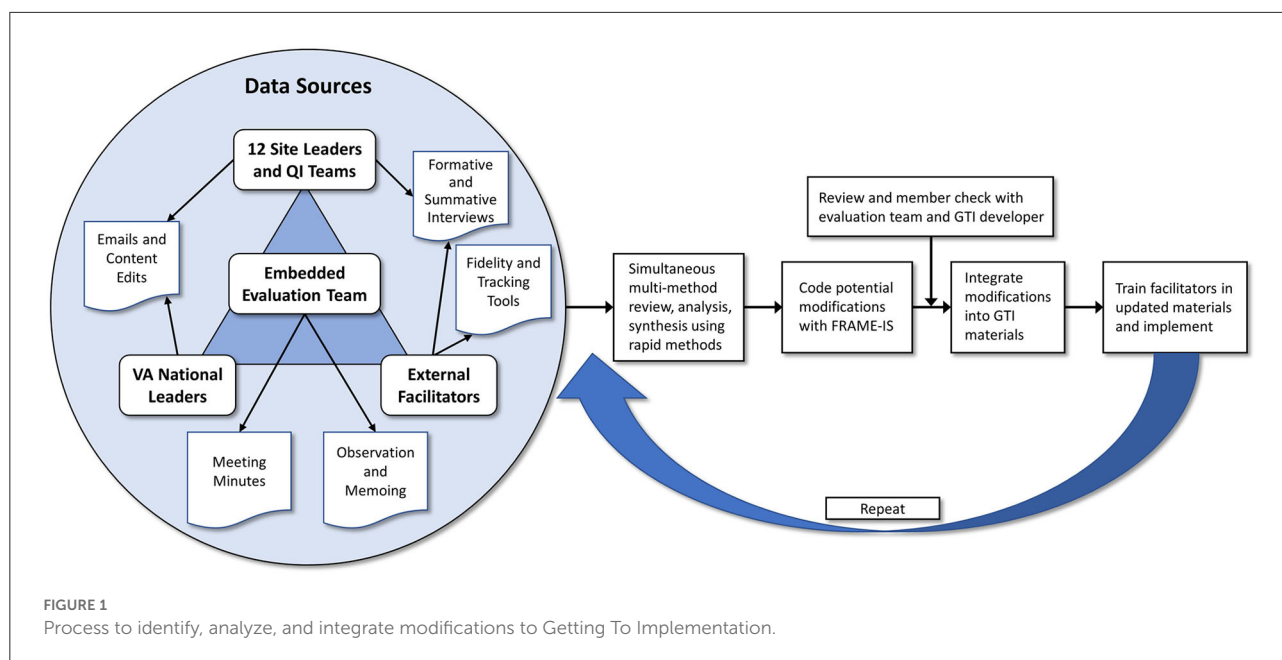 Data Sources
12 Site Leaders
and QI Teams
Formative
and
Summative
Interviews
Emails and
Content
Edits
Embedded
Evaluation Team
Fidelity and
Tracking
Tools
VA National
Leaders
External
Facilitators
Meeting
Minutes
Observation
and
Memoing
Simultaneous
multi-method
review, analysis,
synthesis using
rapid methods
Code potential
modifications
with FRAME-IS
Review and member check with
evaluation team and GTI developer
Integrate
modifications
into GTI
materials
Train facilitators in
updated materials
and implement
Repeat
FIGURE 1
Process to identify, analyze, and integrate modifications to Getting To Implementation.